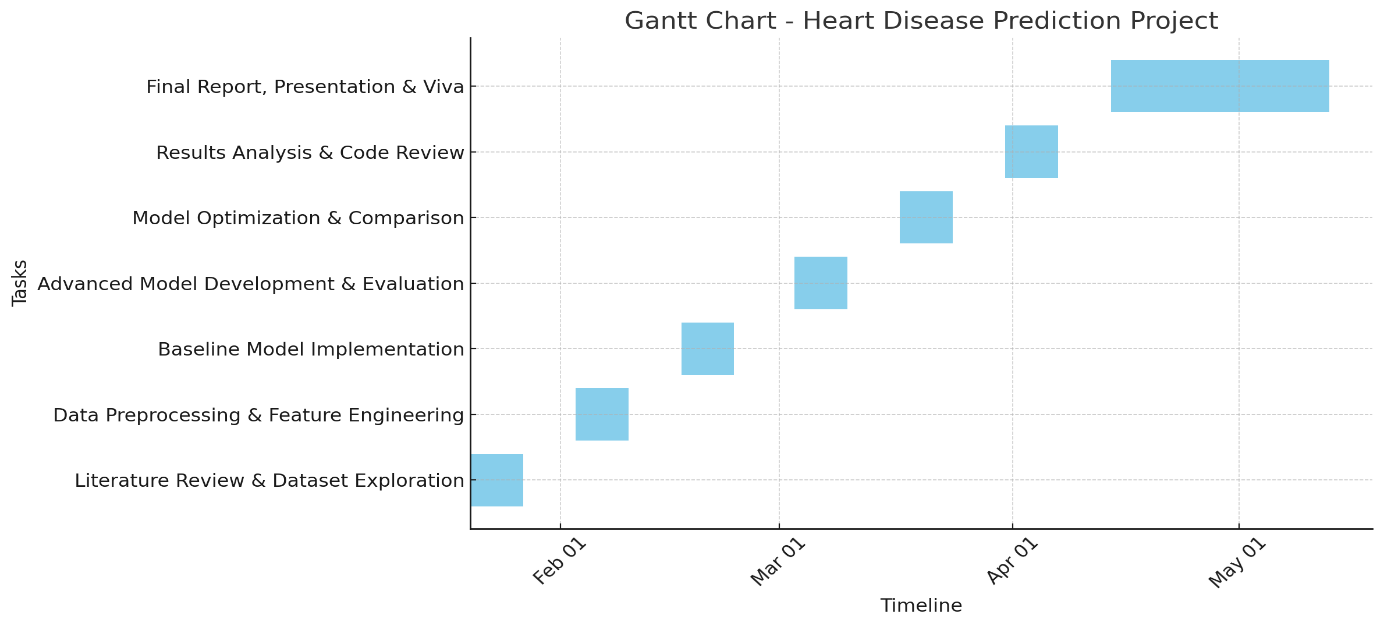 Gantt Chart - Heart Disease Prediction Project
Tasks
Final Report, Presentation & Viva
Results Analysis & Code Review
Model Optimization & Comparison
Advanced Model Development & Evaluation
Baseline Model Implementation
Data Preprocessing & Feature Engineering
Literature Review & Dataset Exploration
Feb 01
Mar 01
Apr 01
May 01
Timeline